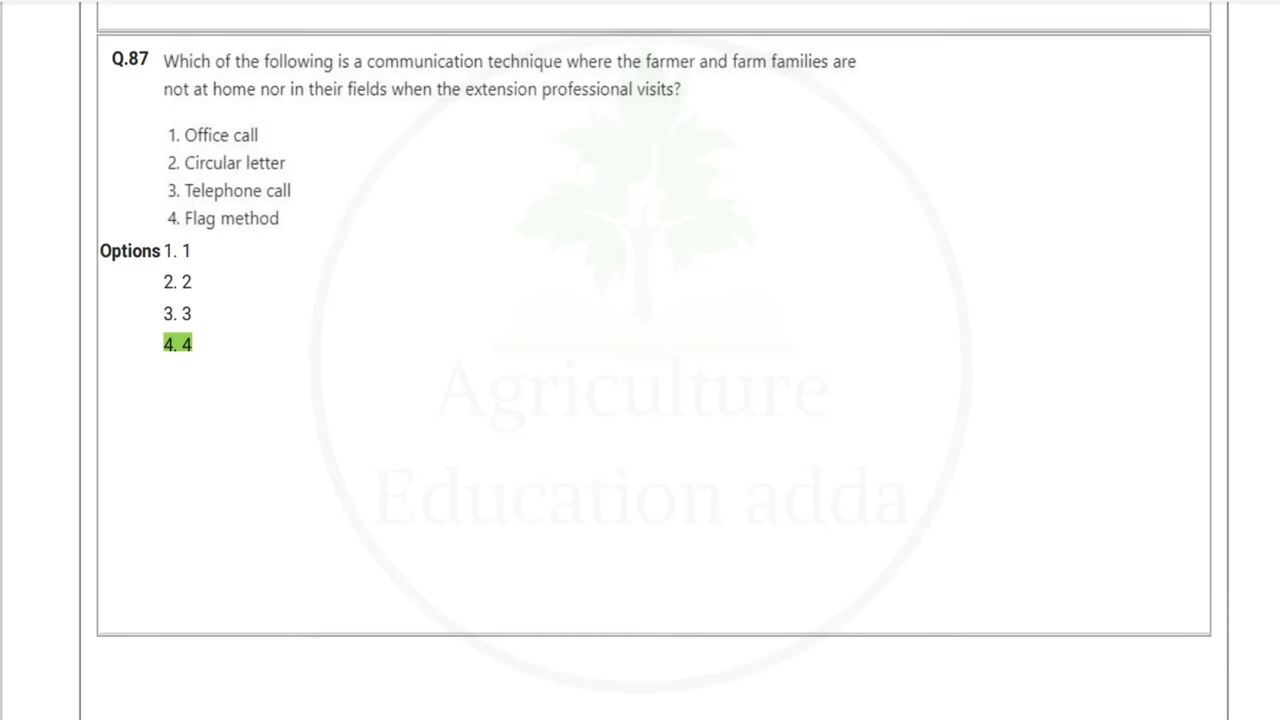 Q.87 Which of the following is a communication technique where the farmer and farm families are
not at home nor in their fields when the extension professional visits?
1. Office call
2. Circular letter
3. Telephone call
4. Flag method
Options 1. 1
2. 2
3. 3
4. 4
Agriculture
Education adda